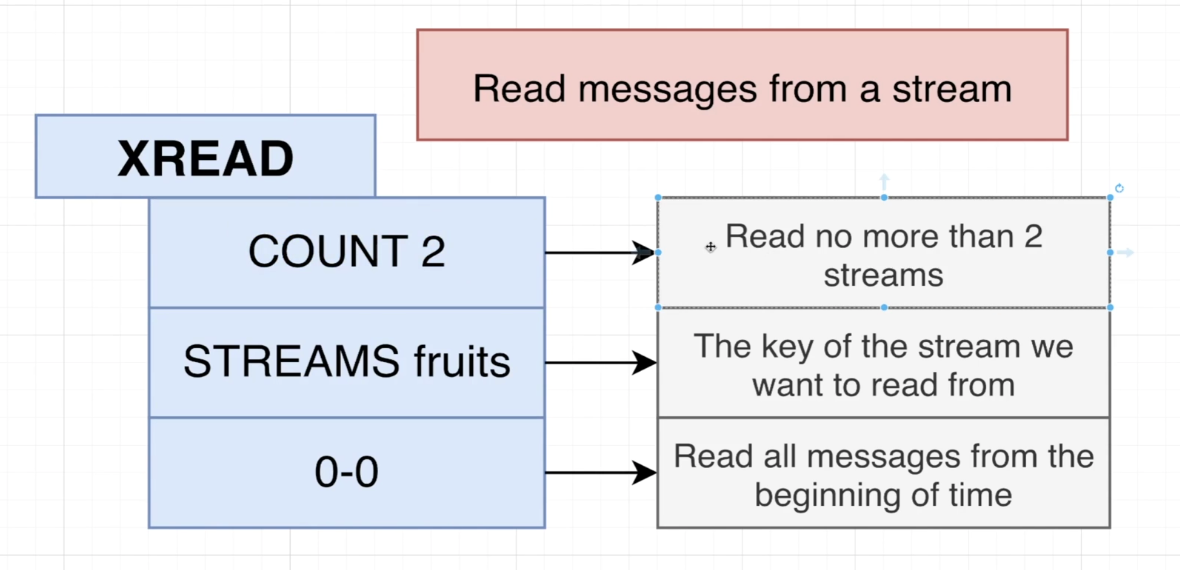 Read messages from a stream
XREAD
COUNT 2
Read no more than 2
streams
STREAMS fruits
The key of the stream we
want to read from
0-0
Read all messages from the
beginning of time